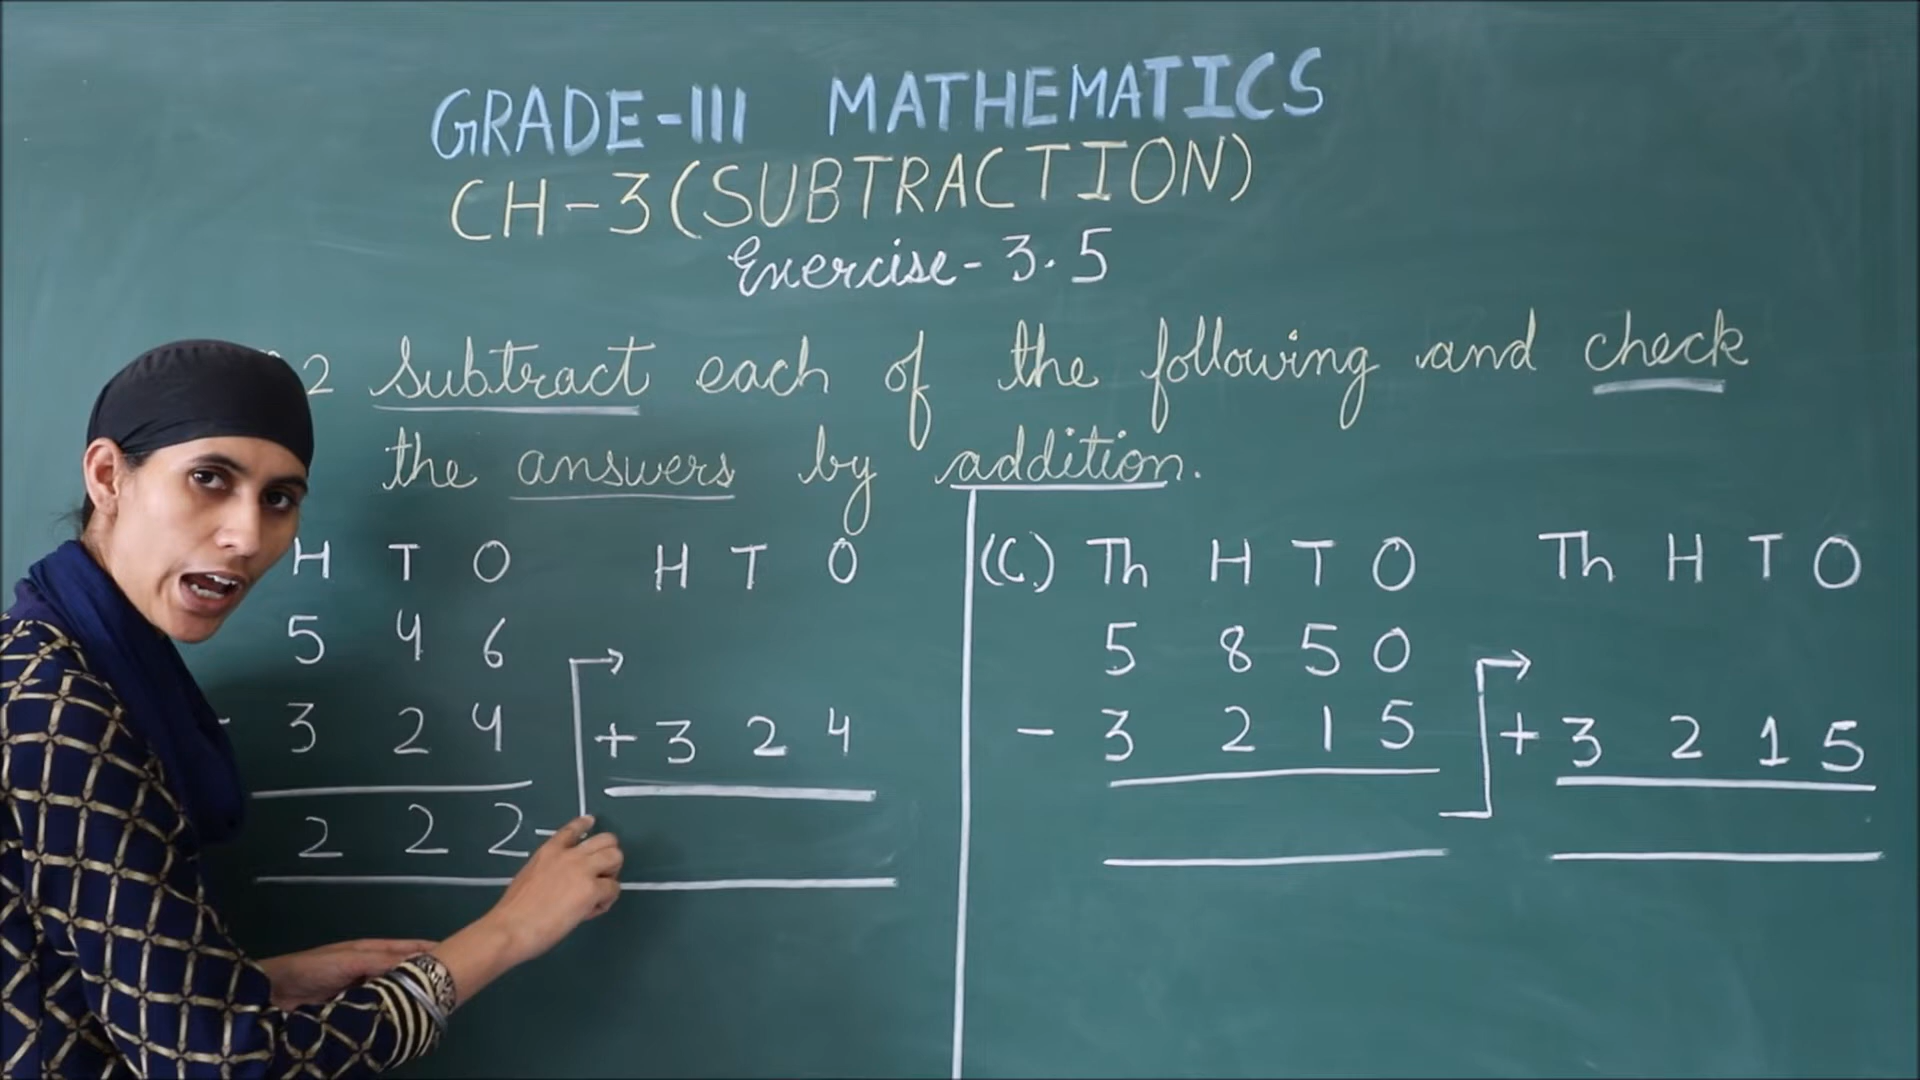 GRADE-III MATHEMATICS
CH-3(SUBTRACTION)
Exercise-3.5
2 Subtract each of the following and check
the answers by addition.
H T O
5 4 6
- 3 2 4
2 2 2
H T O
+ 3 2 4
(C) Th H T O
5 8 5 0
- 3 2 1 5
Th H T O
+ 3 2 1 5